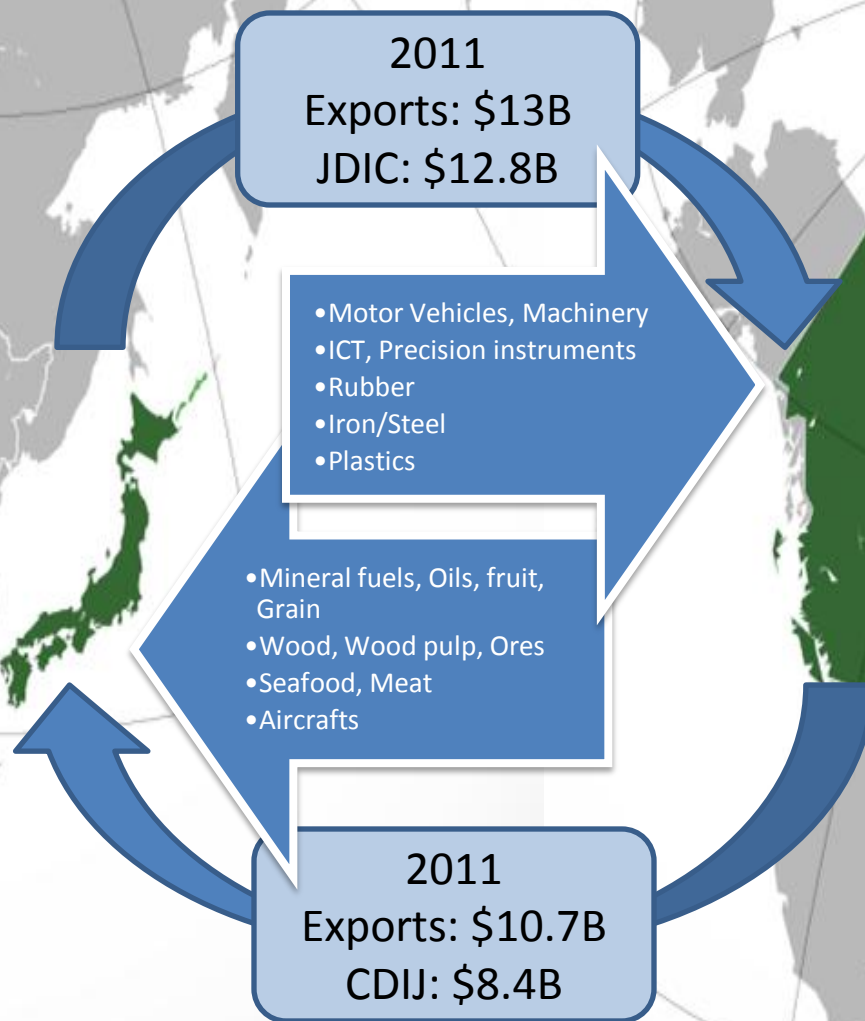 2011
Exports: $13B
JDIC: $12.8B
•Motor Vehicles, Machinery
•ICT, Precision instruments
•Rubber
•Iron/Steel
•Plastics
•Mineral fuels, Oils, fruit,
Grain
•Wood, Wood pulp, Ores
•Seafood, Meat
•Aircrafts
2011
Exports: $10.7B
CDIJ: $8.4B